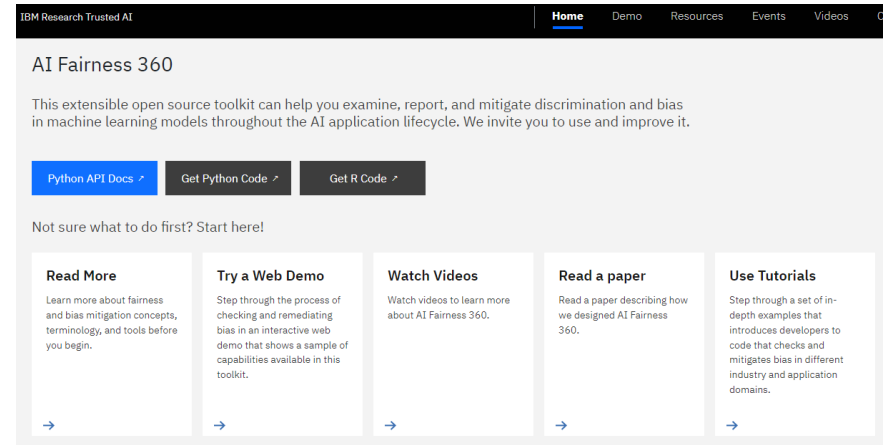 IBM Research Trusted AI
Home Demo Resources Events Videos
AI Fairness 360
This extensible open source toolkit can help you examine, report, and mitigate discrimination and bias
in machine learning models throughout the AI application lifecycle. We invite you to use and improve it.
Python API Docs ↗ Get Python Code ↗ Get R Code ↗
Not sure what to do first? Start here!
Read More
Learn more about fairness
and bias mitigation concepts,
terminology, and tools before
you begin.
→
Try a Web Demo
Step through the process of
checking and remediating
bias in an interactive web
demo that shows a sample of
capabilities available in this
toolkit.
→
Watch Videos
Watch videos to learn more
about AI Fairness 360.
→
Read a paper
Read a paper describing how
we designed AI Fairness
360.
→
Use Tutorials
Step through a set of in-
depth examples that
introduces developers to
code that checks and
mitigates bias in different
industry and application
domains.
→